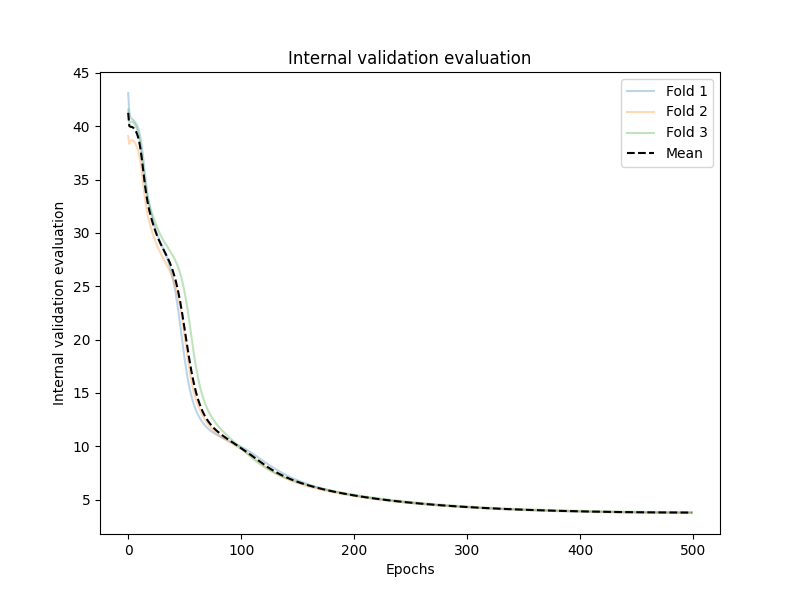 Internal validation evaluation
Fold 1
Fold 2
Fold 3
Mean
Internal validation evaluation
45
40
35
30
25
20
15
10
5
0 100 200 300 400 500
Epochs